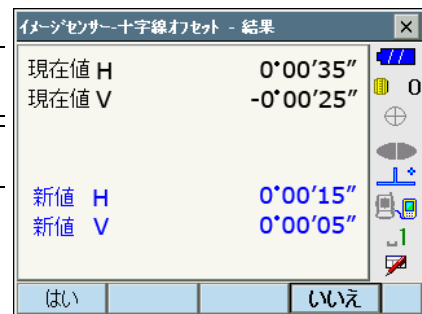 イメージセンサー-十字線オフセット - 結果
現在値 H 0°00'35"
現在値 V -0°00'25"
0
新値 H 0°00'15"
新値 V 0°00'05"
1
はい いいえ